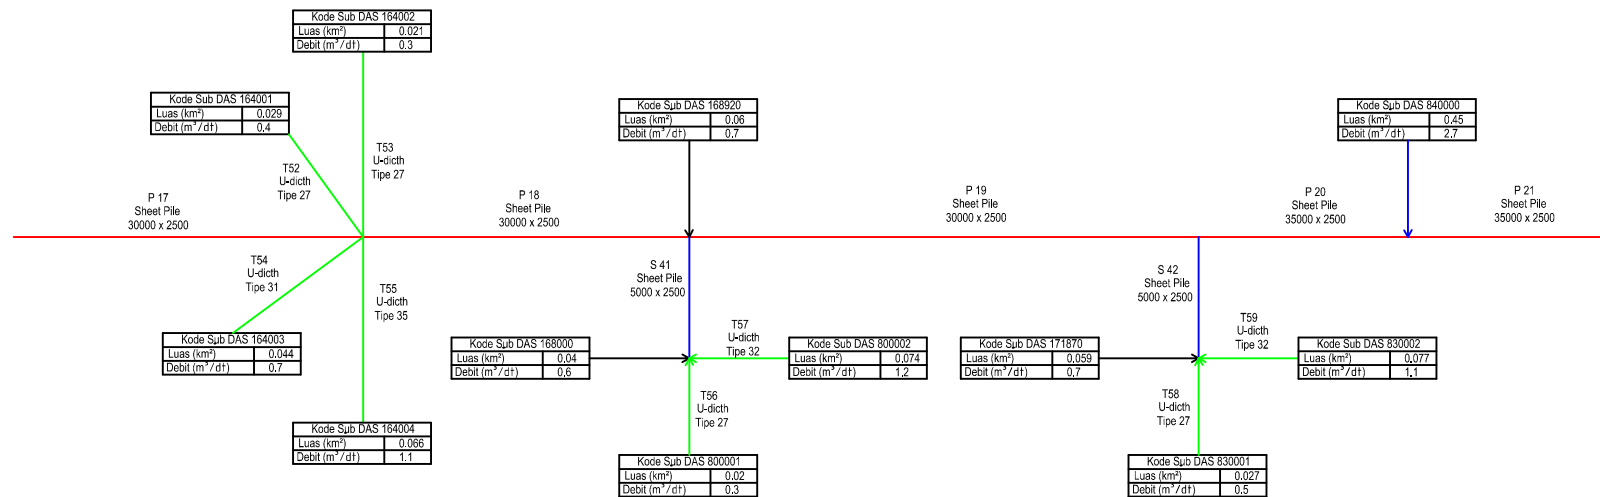 Kode Sub DAS 164002
Luas (km²) 0.021
Debit (m³/dt) 0.3
Kode Sub DAS 164001
Luas (km²) 0.029
Debit (m³/dt) 0.4
Kode Sub DAS 168920
Luas (km²) 0.06
Debit (m³/dt) 0.7
Kode Sub DAS 840000
Luas (km²) 0.45
Debit (m³/dt) 2.7
T53
U-dicth
Tipe 27
T52
U-dicth
Tipe 27
P 17
Sheet Pile
30000 x 2500
P 18
Sheet Pile
30000 x 2500
P 19
Sheet Pile
30000 x 2500
P 20
Sheet Pile
35000 x 2500
P 21
Sheet Pile
35000 x 2500
T54
U-dicth
Tipe 31
T55
U-dicth
Tipe 35
S 41
Sheet Pile
5000 x 2500
S 42
Sheet Pile
5000 x 2500
Kode Sub DAS 164003
Luas (km²) 0.044
Debit (m³/dt) 0.7
Kode Sub DAS 168000
Luas (km²) 0.04
Debit (m³/dt) 0.6
T57
U-dicth
Tipe 32
Kode Sub DAS 800002
Luas (km²) 0.074
Debit (m³/dt) 1.2
Kode Sub DAS 171870
Luas (km²) 0.059
Debit (m³/dt) 0.7
T59
U-dicth
Tipe 32
Kode Sub DAS 830002
Luas (km²) 0.077
Debit (m³/dt) 1.1
T56
U-dicth
Tipe 27
T58
U-dicth
Tipe 27
Kode Sub DAS 164004
Luas (km²) 0.066
Debit (m³/dt) 1.1
Kode Sub DAS 800001
Luas (km²) 0.02
Debit (m³/dt) 0.3
Kode Sub DAS 830001
Luas (km²) 0.027
Debit (m³/dt) 0.5